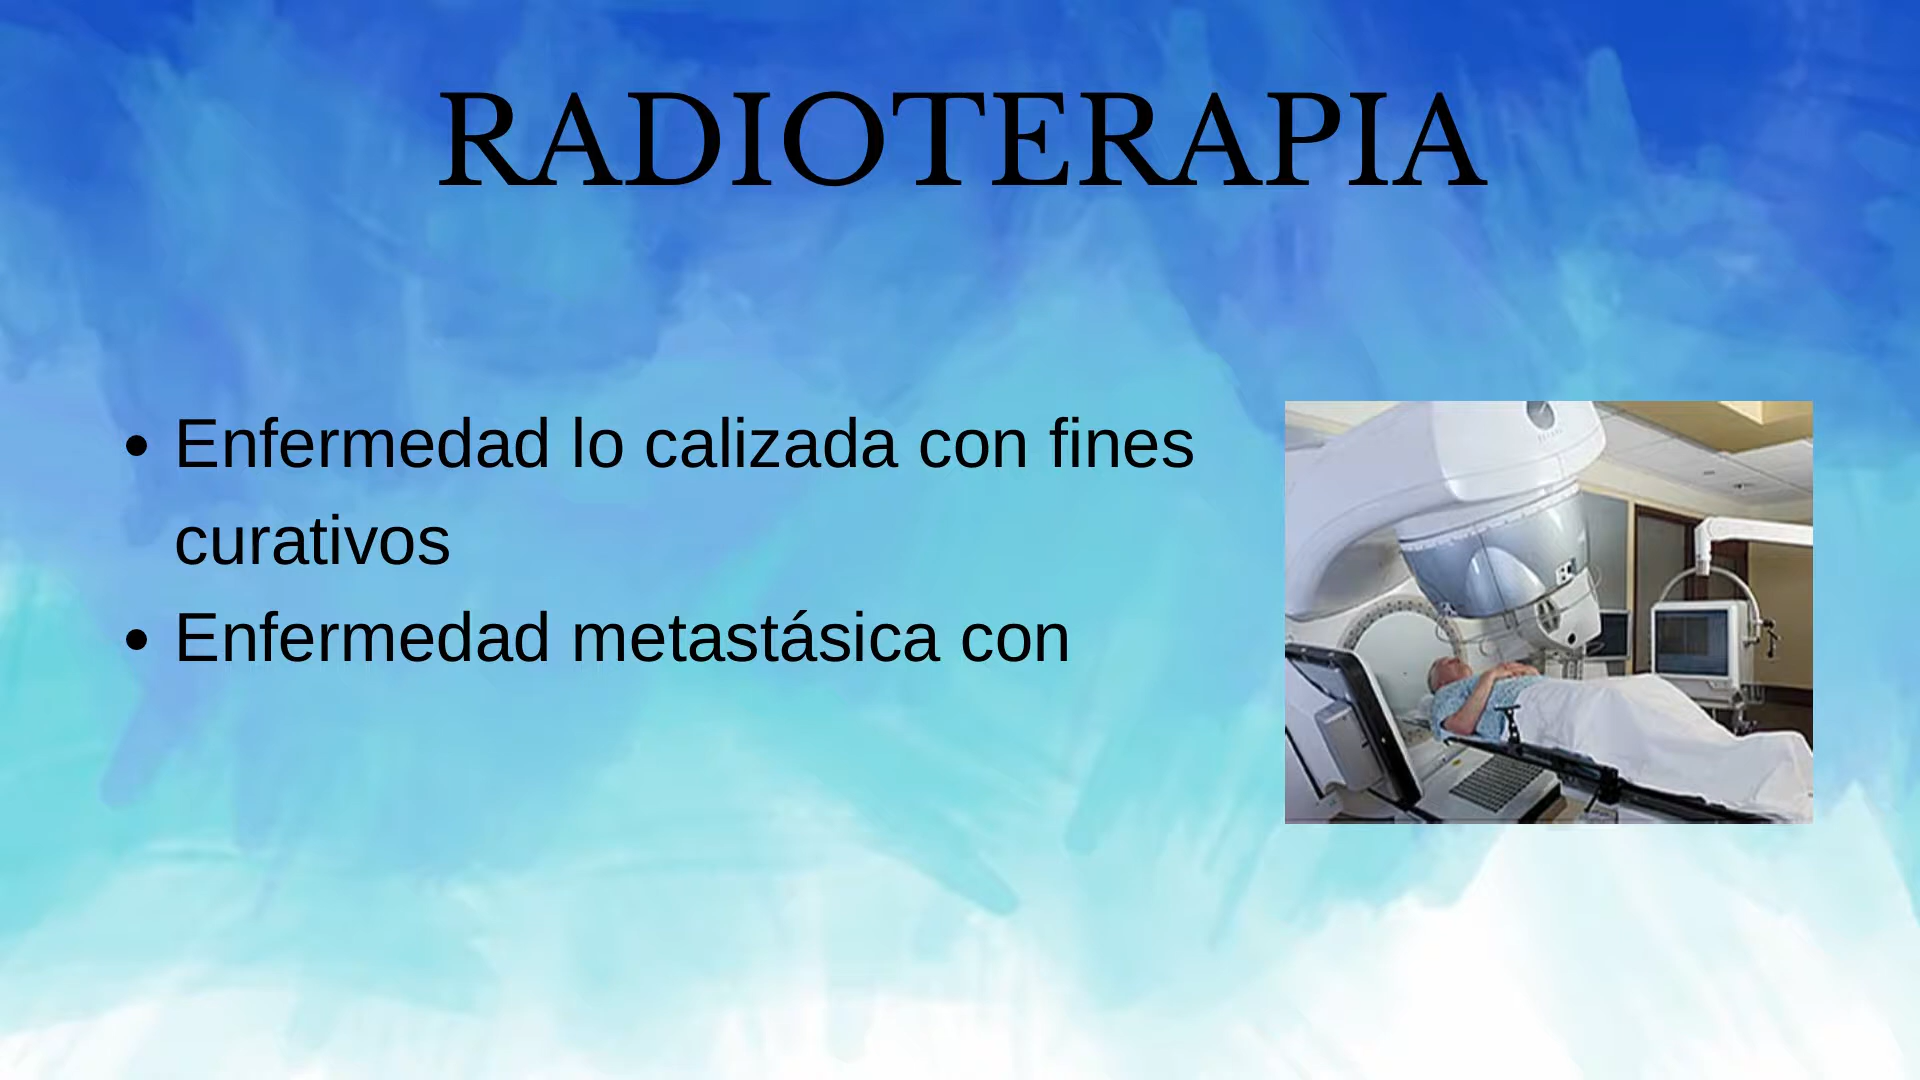 RADIOTERAPIA
• Enfermedad lo calizada con fines
curativos
• Enfermedad metastásica con